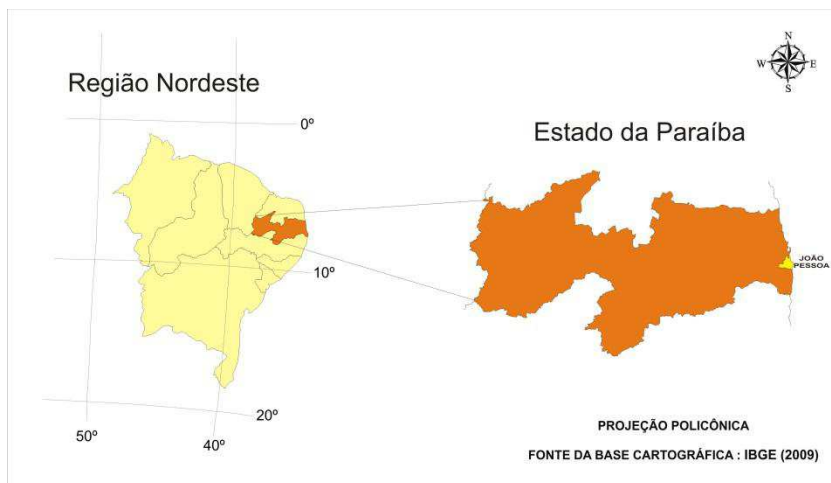 Região Nordeste
0º
10º
20º
50º
40º
N
W E
S
Estado da Paraíba
JOÃO
PESSOA
PROJEÇÃO POLICÔNICA
FONTE DA BASE CARTOGRÁFICA : IBGE (2009)